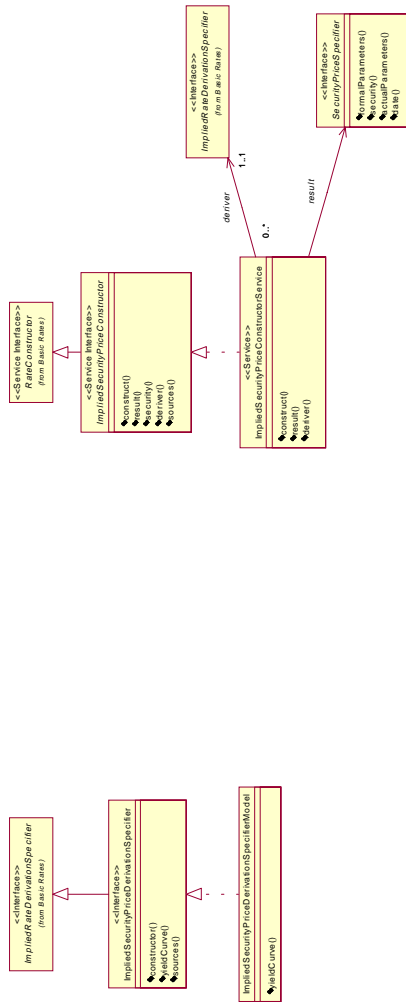 <<Interface>>
ImpliedRateDerivationSpecifier
(from Basic Rates)
<<Interface>>
ImpliedSecurityPriceDerivationSpecifier
constructor()
yieldCurve()
sources()
ImpliedSecurityPriceDerivationSpecifierModel
yieldCurve()
<<Service Interface>>
RateConstructor
(from Basic Rates)
<<Service Interface>>
ImpliedSecurityPriceConstructor
construct()
result()
security()
deriver()
sources()
<<Service>>
ImpliedSecurityPriceConstructorService
construct()
result()
deriver()
0..*
deriver
1..1
<<Interface>>
ImpliedRateDerivationSpecifier
(from Basic Rates)
result
<<Interface>>
SecurityPriceSpecifier
formalParameters()
security()
actualParameters()
date()